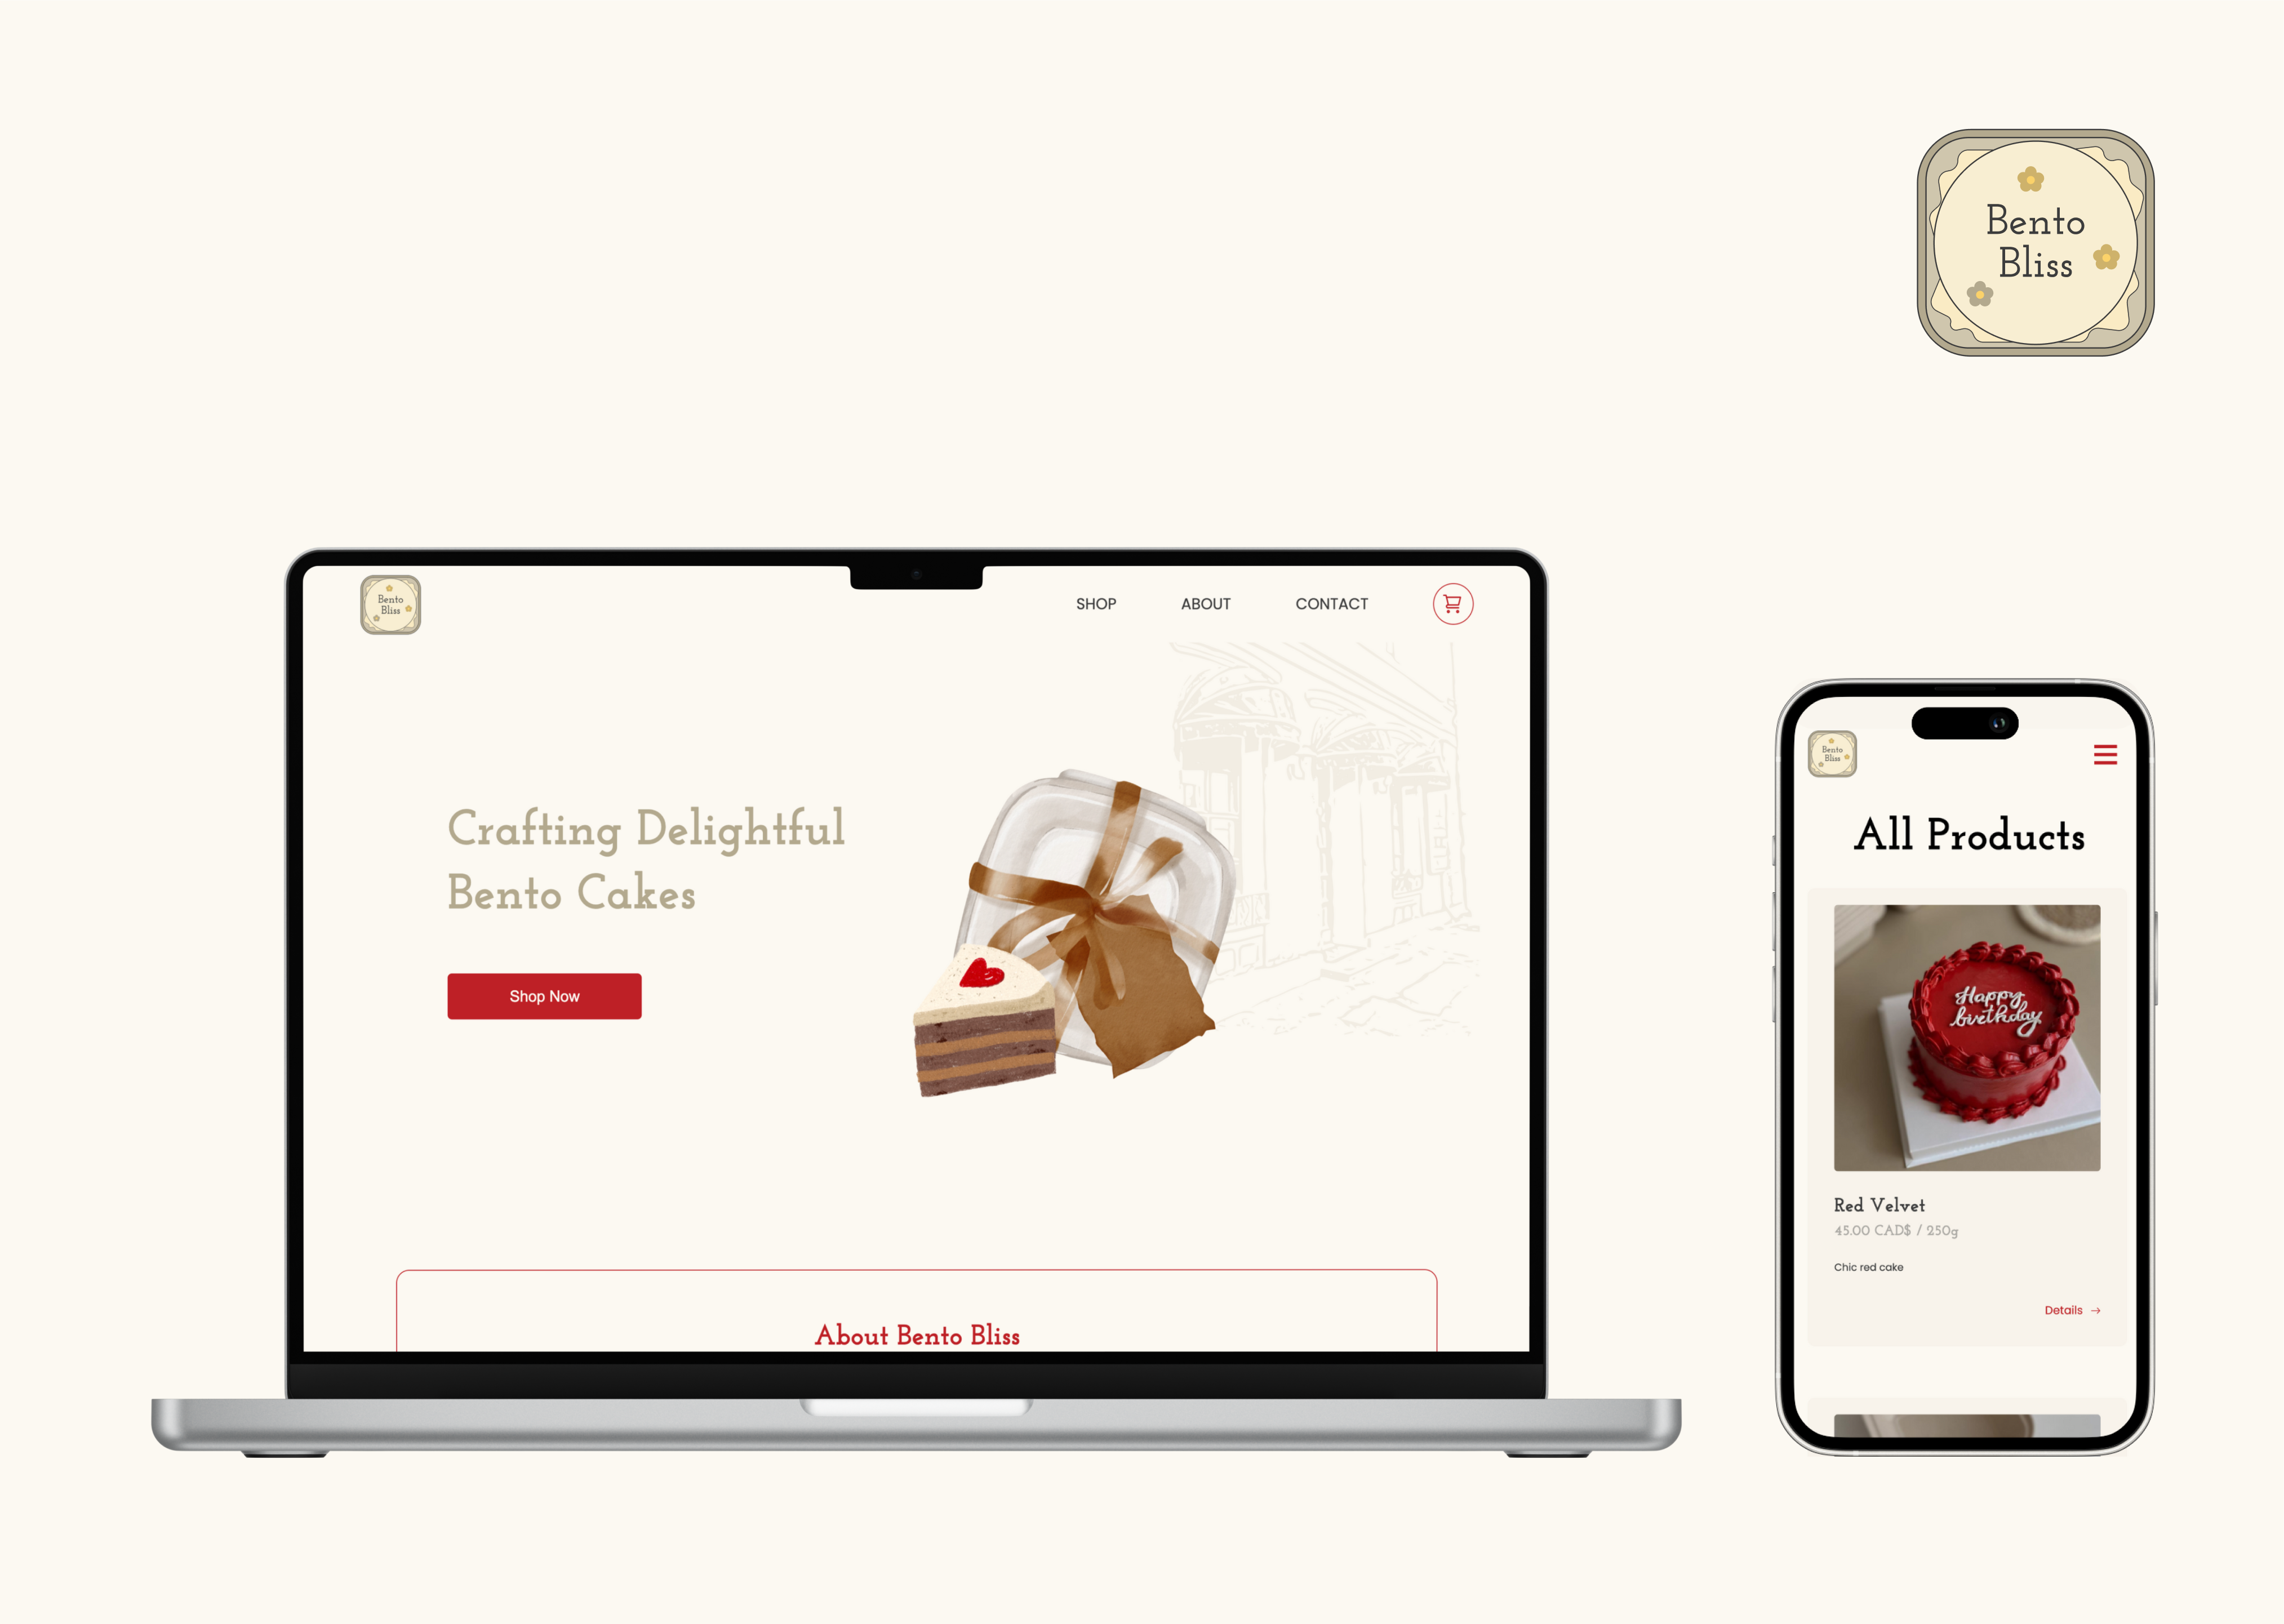 Bento
Bliss
Bento
Bliss
SHOP
ABOUT
CONTACT
Crafting Delightful
Bento Cakes
Shop Now
About Bento Bliss
Bento
Bliss
All Products
Happy
birthday
Red Velvet
45.00 CAD$ / 250g
Chic red cake
Details →